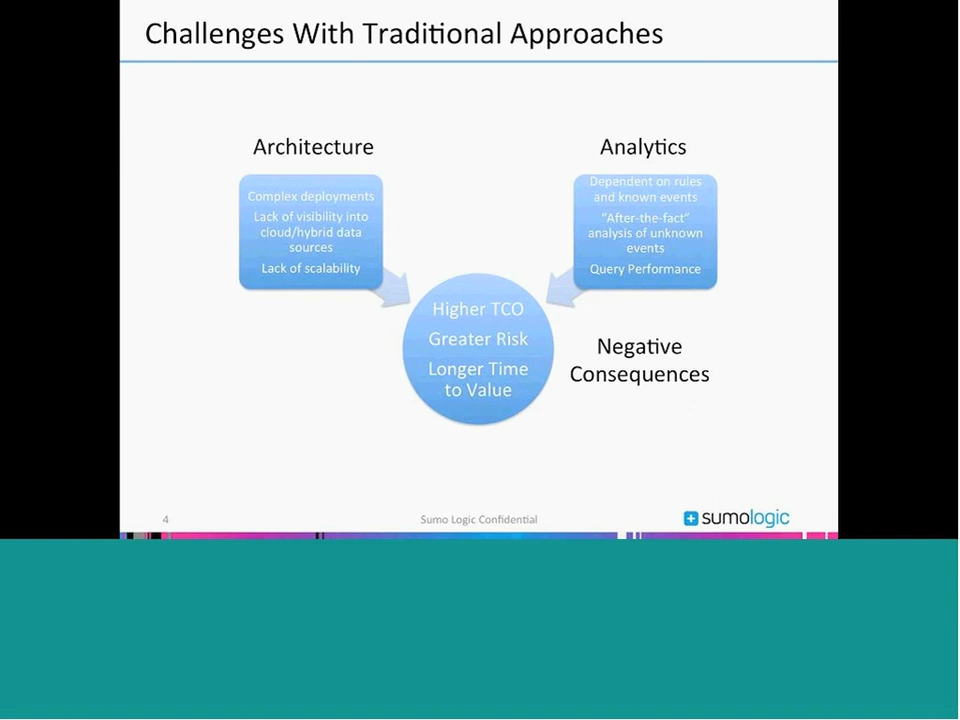 Challenges With Traditional Approaches
Architecture
Complex deployments
Lack of visibility into
cloud/hybrid data
sources
Lack of scalability
Analytics
Dependent on rules
and known events
"After-the-fact"
analysis of unknown
events
Query Performance
Higher TCO
Greater Risk
Longer Time
to Value
Negative
Consequences
4
Sumo Logic Confidential
sumologic